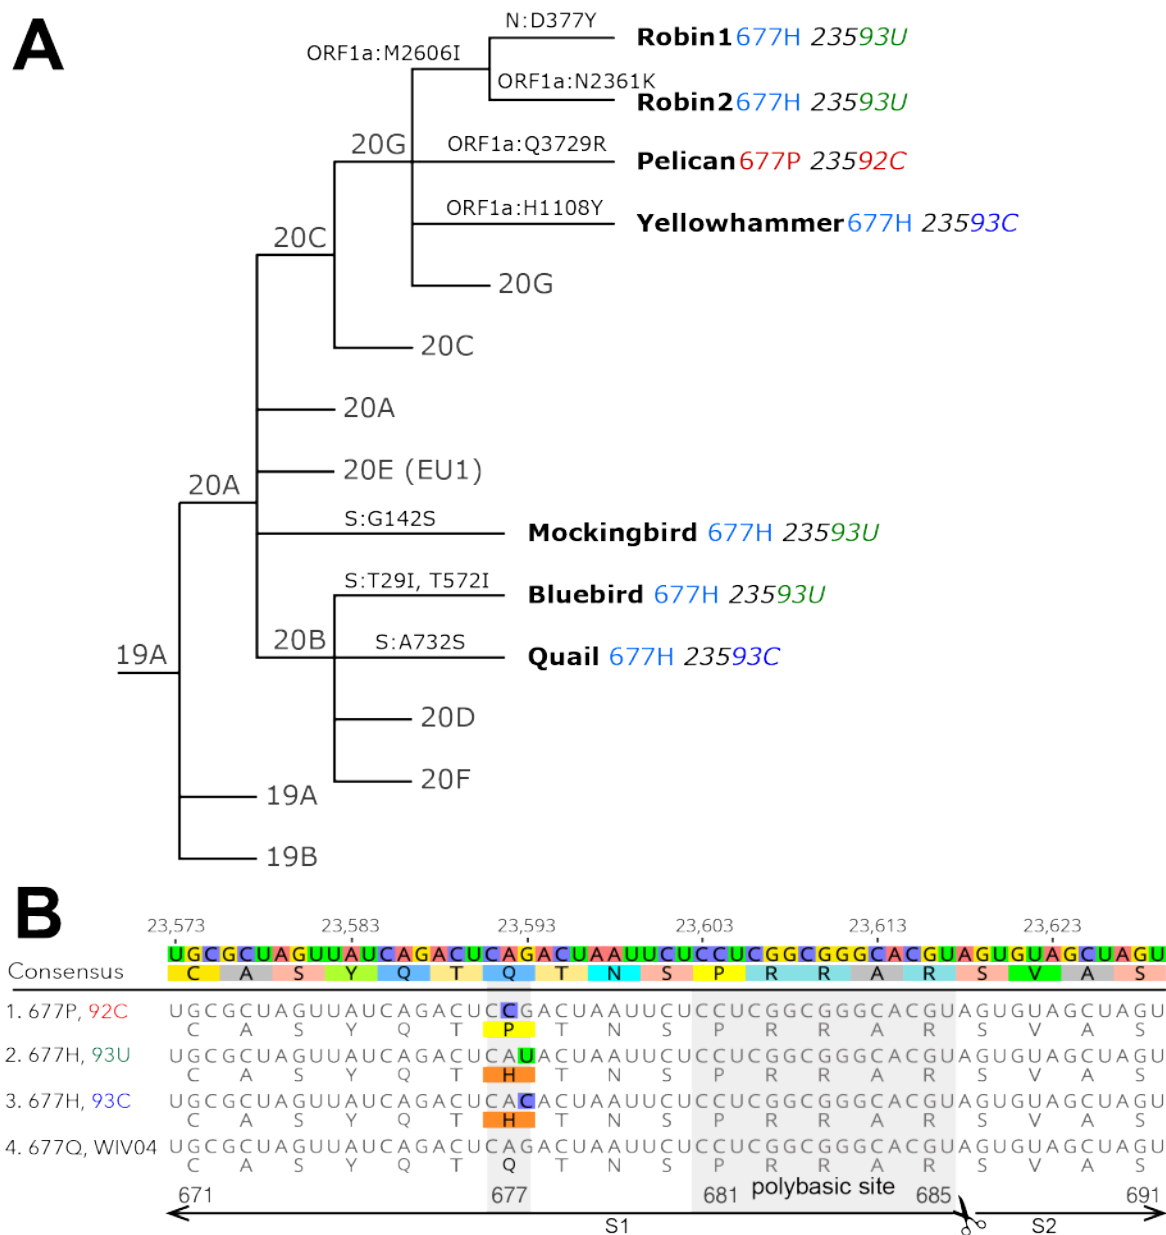 A
N:D377Y
Robin1 677H 23593U
ORF1a:M2606I
ORF1a:N2361K
Robin2 677H 23593U
20G
ORF1a:Q3729R
Pelican 677P 23592C
ORF1a:H1108Y
Yellowhammer 677H 23593C
20C
20G
20C
20A
20E (EU1)
20A
S:G142S
Mockingbird 677H 23593U
S:T29I, T572I
Bluebird 677H 23593U
20B
S:A732S
Quail 677H 23593C
19A
20D
20F
19A
19B
B
23,573 23,583 23,593 23,603 23,613 23,623
UGCGCUAGUUAUCAGACUCAGACUAAUUCUCCUCGGCGGGCACGUAGUGUAGCUAGU
Consensus C A S Y Q T Q T N S P R R A R S V A S
1. 677P, 92C UGCGCUAGUUAUCAGACUCCGACUAAUUCUCCUCGGCGGGCACGUAGUGUAGCUAGU
C A S Y Q T P T N S P R R A R S V A S
2. 677H, 93U UGCGCUAGUUAUCAGACUCAUACUAAUUCUCCUCGGCGGGCACGUAGUGUAGCUAGU
C A S Y Q T H T N S P R R A R S V A S
3. 677H, 93C UGCGCUAGUUAUCAGACUCACACUAAUUCUCCUCGGCGGGCACGUAGUGUAGCUAGU
C A S Y Q T H T N S P R R A R S V A S
4. 677Q, WIV04 UGCGCUAGUUAUCAGACUCAGACUAAUUCUCCUCGGCGGGCACGUAGUGUAGCUAGU
C A S Y Q T Q T N S P R R A R S V A S
671 677 681 polybasic site 685 691
S1 S2